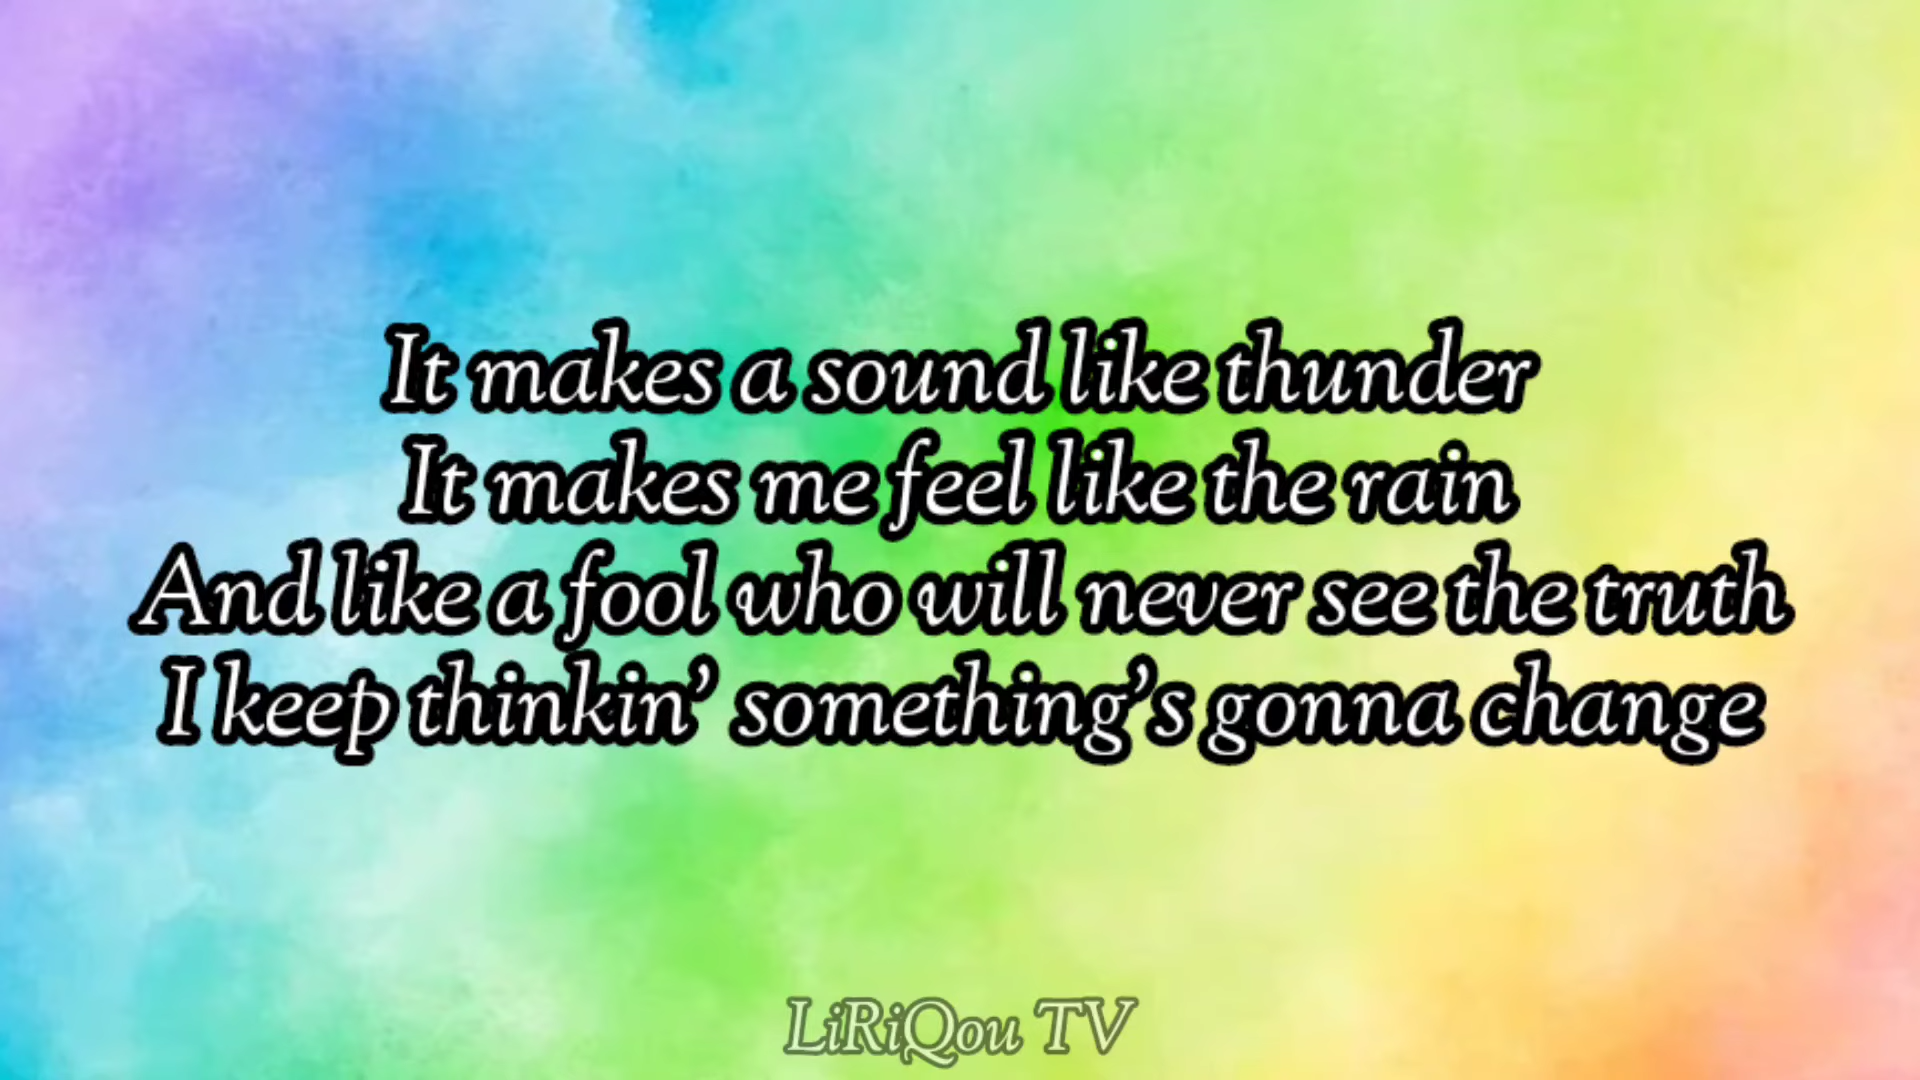 It makes a sound like thunder
It makes me feel like the rain
And like a fool who will never see the truth
I keep thinkin’ something’s gonna change
LiRiQou TV